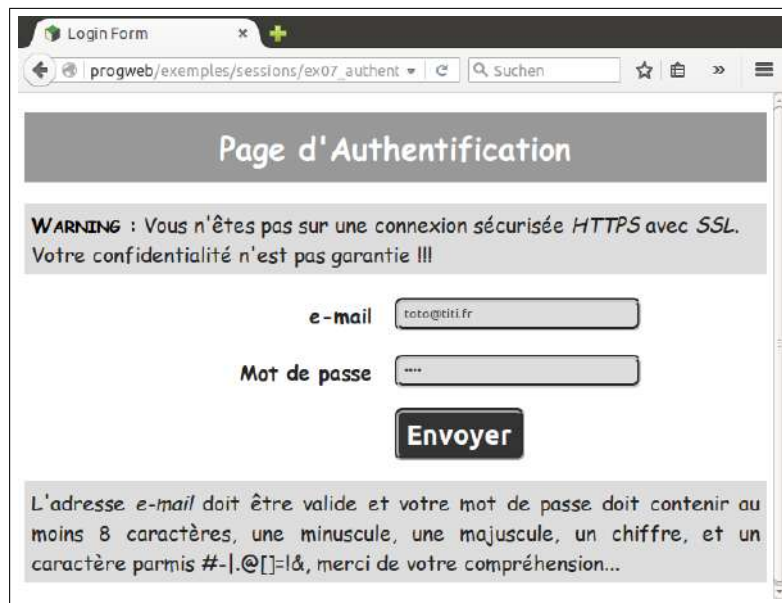 Login Form
progweb/exemples/sessions/ex07_authent
Suchen
Page d'Authentification
WARNING : Vous n'êtes pas sur une connexion sécurisée HTTPS avec SSL.
Votre confidentialité n'est pas garantie !!!
e-mail toto@titi.fr
Mot de passe ••••
Envoyer
L'adresse e-mail doit être valide et votre mot de passe doit contenir au
moins 8 caractères, une minuscule, une majuscule, un chiffre, et un
caractère parmis #-|.@[]=!&, merci de votre compréhension...